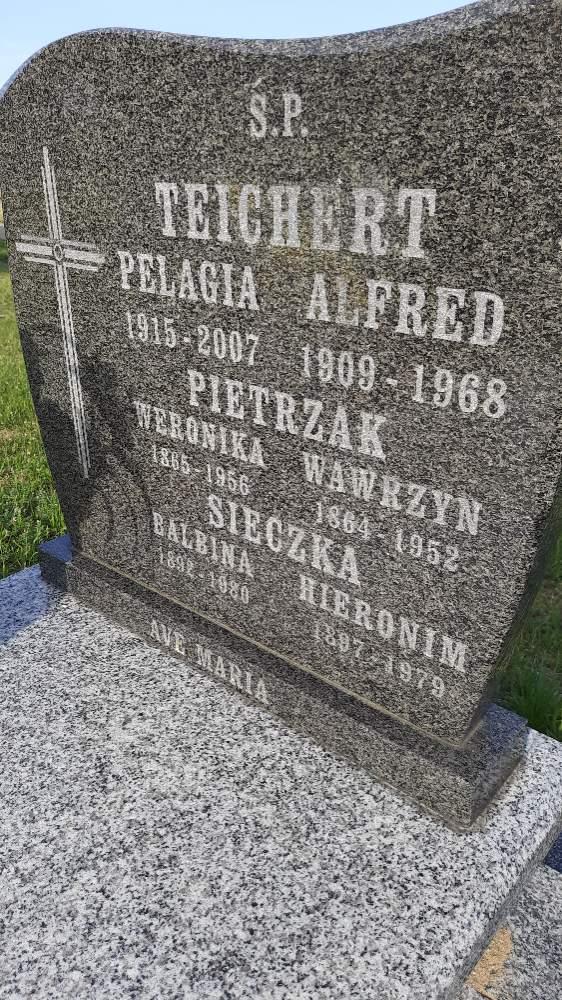 Ś.P.
TEICHERT
PELAGIA ALFRED
1915-2007 1909-1968
PIETRZAK
WERONIKA WAWRZYN
1865-1956 1864-1952
SIECZKA
BALBINA HIERONIM
1892-1980 1897-1979
AVE MARIA